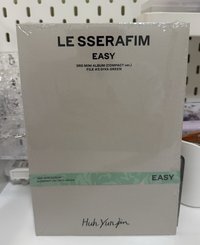 LE SSERAFIM
EASY
3RD MINI ALBUM (COMPACT ver.)
EASY
Huh Yunjin